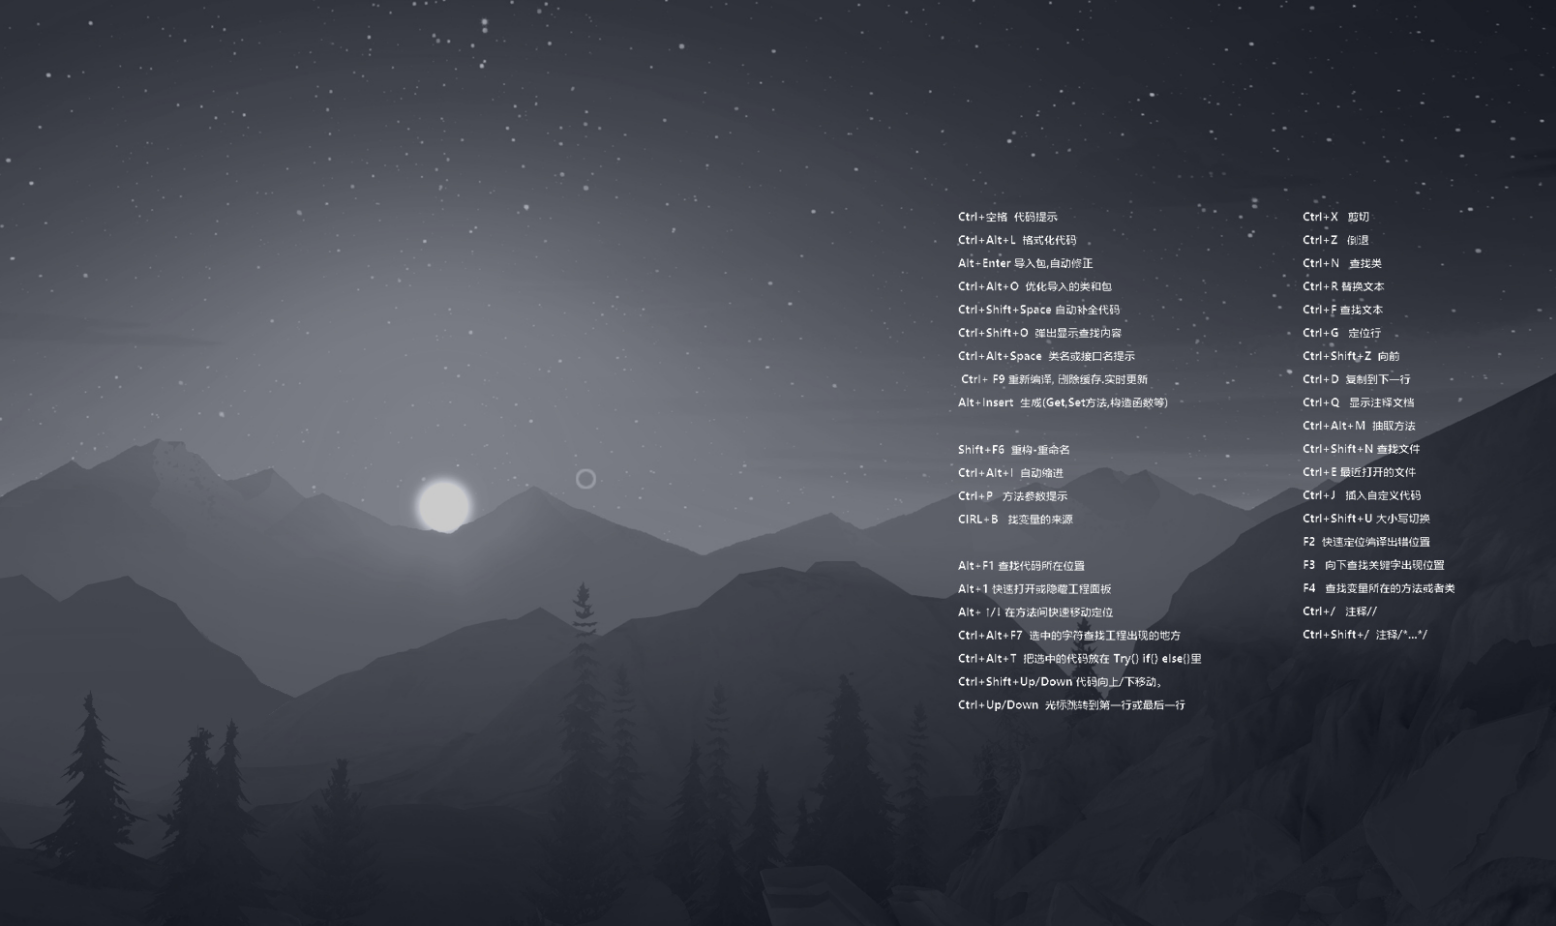 Ctrl+空格 代码提示
Ctrl+Alt+L 格式化代码
Alt+Enter 导入包,自动修正
Ctrl+Alt+O 优化导入的类和包
Ctrl+Shift+Space 自动补全代码
Ctrl+Shift+O 弹出显示查找内容
Ctrl+Alt+Space 类名或接口名提示
Ctrl+ F9 重新编译, 删除缓存.实时更新
Alt+Insert 生成(Get,Set方法,构造函数等)
Shift+F6 重构-重命名
Ctrl+Alt+I 自动缩进
Ctrl+P 方法参数提示
CIRL+B 找变量的来源
Alt+F1 查找代码所在位置
Alt+1 快速打开或隐藏工程面板
Alt+ ↑/↓ 在方法间快速移动定位
Ctrl+Alt+F7 选中的字符查找工程出现的地方
Ctrl+Alt+T 把选中的代码放在 Try{} if{} else{}里
Ctrl+Shift+Up/Down 代码向上/下移动,
Ctrl+Up/Down 光标跳转到第一行或最后一行
Ctrl+X 剪切
Ctrl+Z 倒退
Ctrl+N 查找类
Ctrl+R 替换文本
Ctrl+F 查找文本
Ctrl+G 定位行
Ctrl+Shift+Z 向前
Ctrl+D 复制到下一行
Ctrl+Q 显示注释文档
Ctrl+Alt+M 抽取方法
Ctrl+Shift+N 查找文件
Ctrl+E 最近打开的文件
Ctrl+J 插入自定义代码
Ctrl+Shift+U 大小写切换
F2 快速定位编译出错位置
F3 向下查找关键字出现位置
F4 查找变量所在的方法或者类
Ctrl+/ 注释//
Ctrl+Shift+/ 注释/*...*/